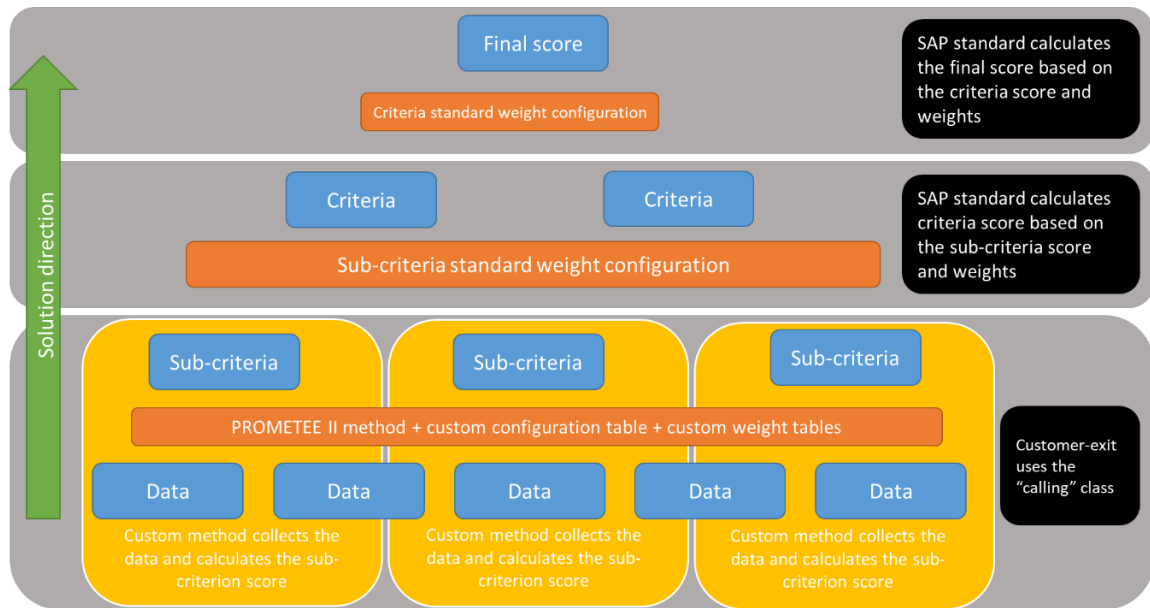 Final score
Criteria standard weight configuration
SAP standard calculates
the final score based on
the criteria score and
weights
Solution direction
Criteria
Criteria
Sub-criteria standard weight configuration
SAP standard calculates
criteria score based on
the sub-criteria score
and weights
Sub-criteria
Sub-criteria
Sub-criteria
PROMETEE II method + custom configuration table + custom weight tables
Data
Data
Data
Data
Data
Custom method collects the
data and calculates the sub-
criterion score
Custom method collects the
data and calculates the sub-
criterion score
Custom method collects the
data and calculates the sub-
criterion score
Customer-exit
uses the
“calling” class